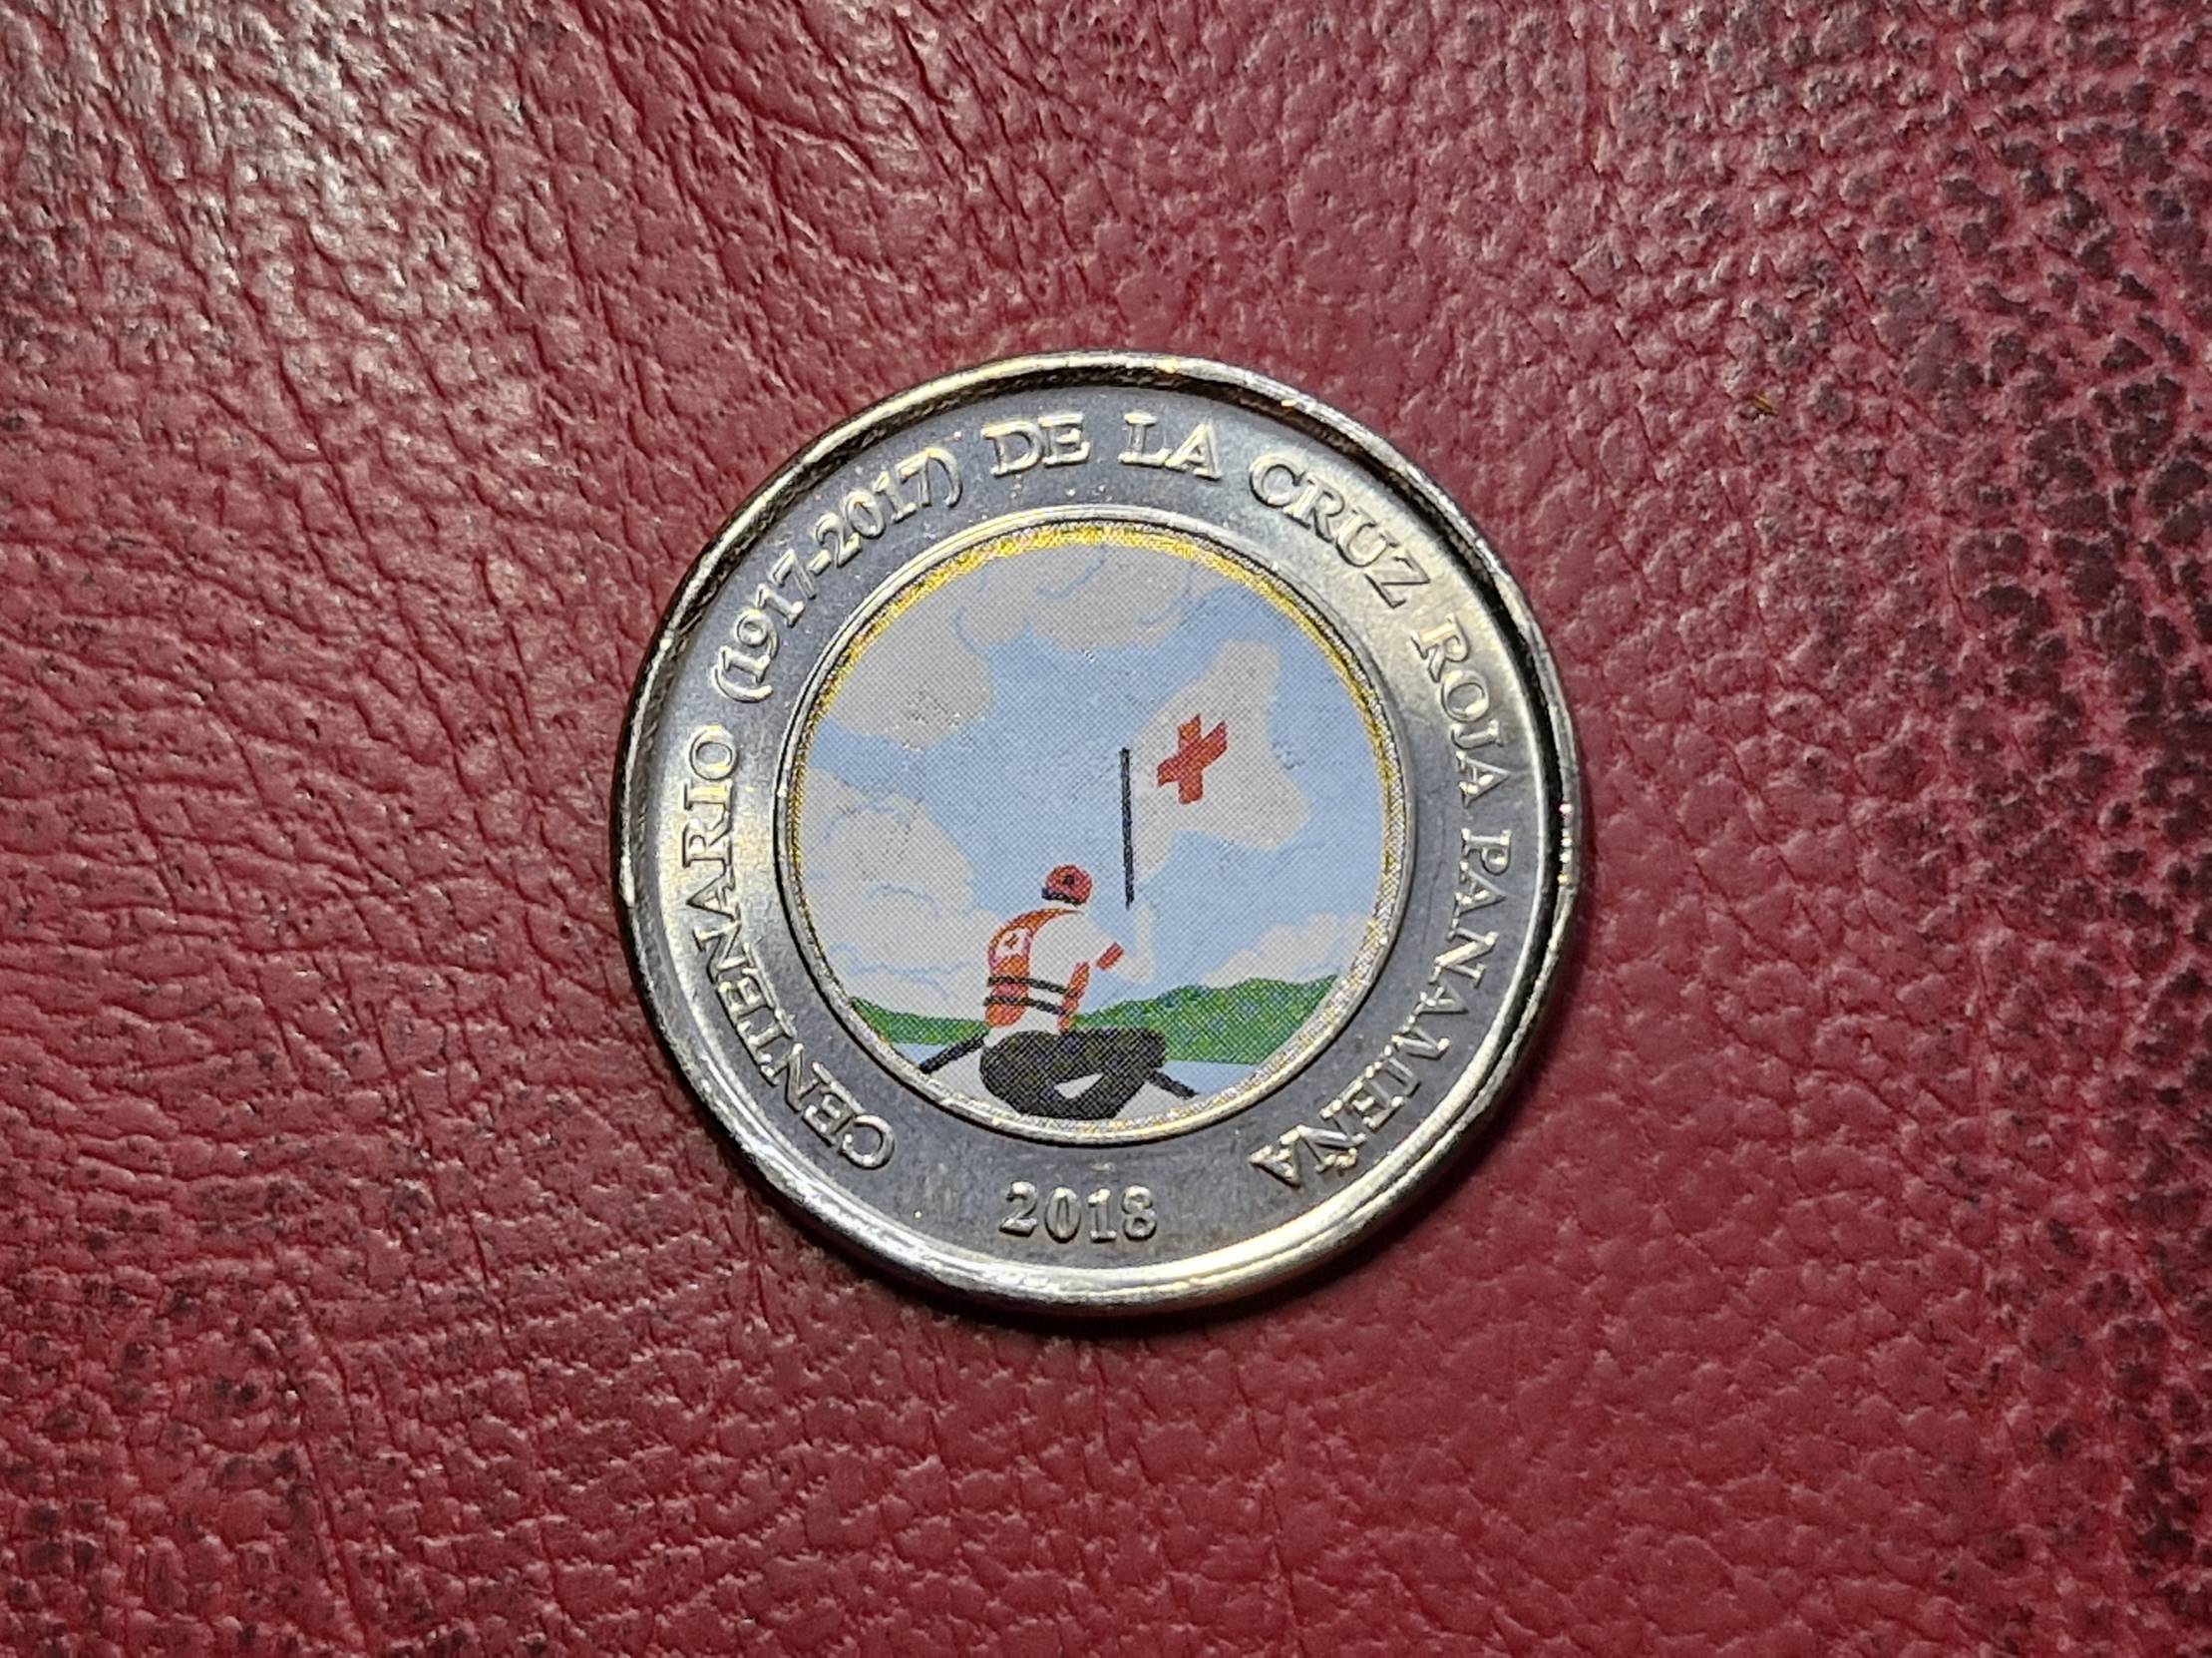 CENTENARIO (1917-2017) DE LA CRUZ ROJA PANAMEÑA
2018